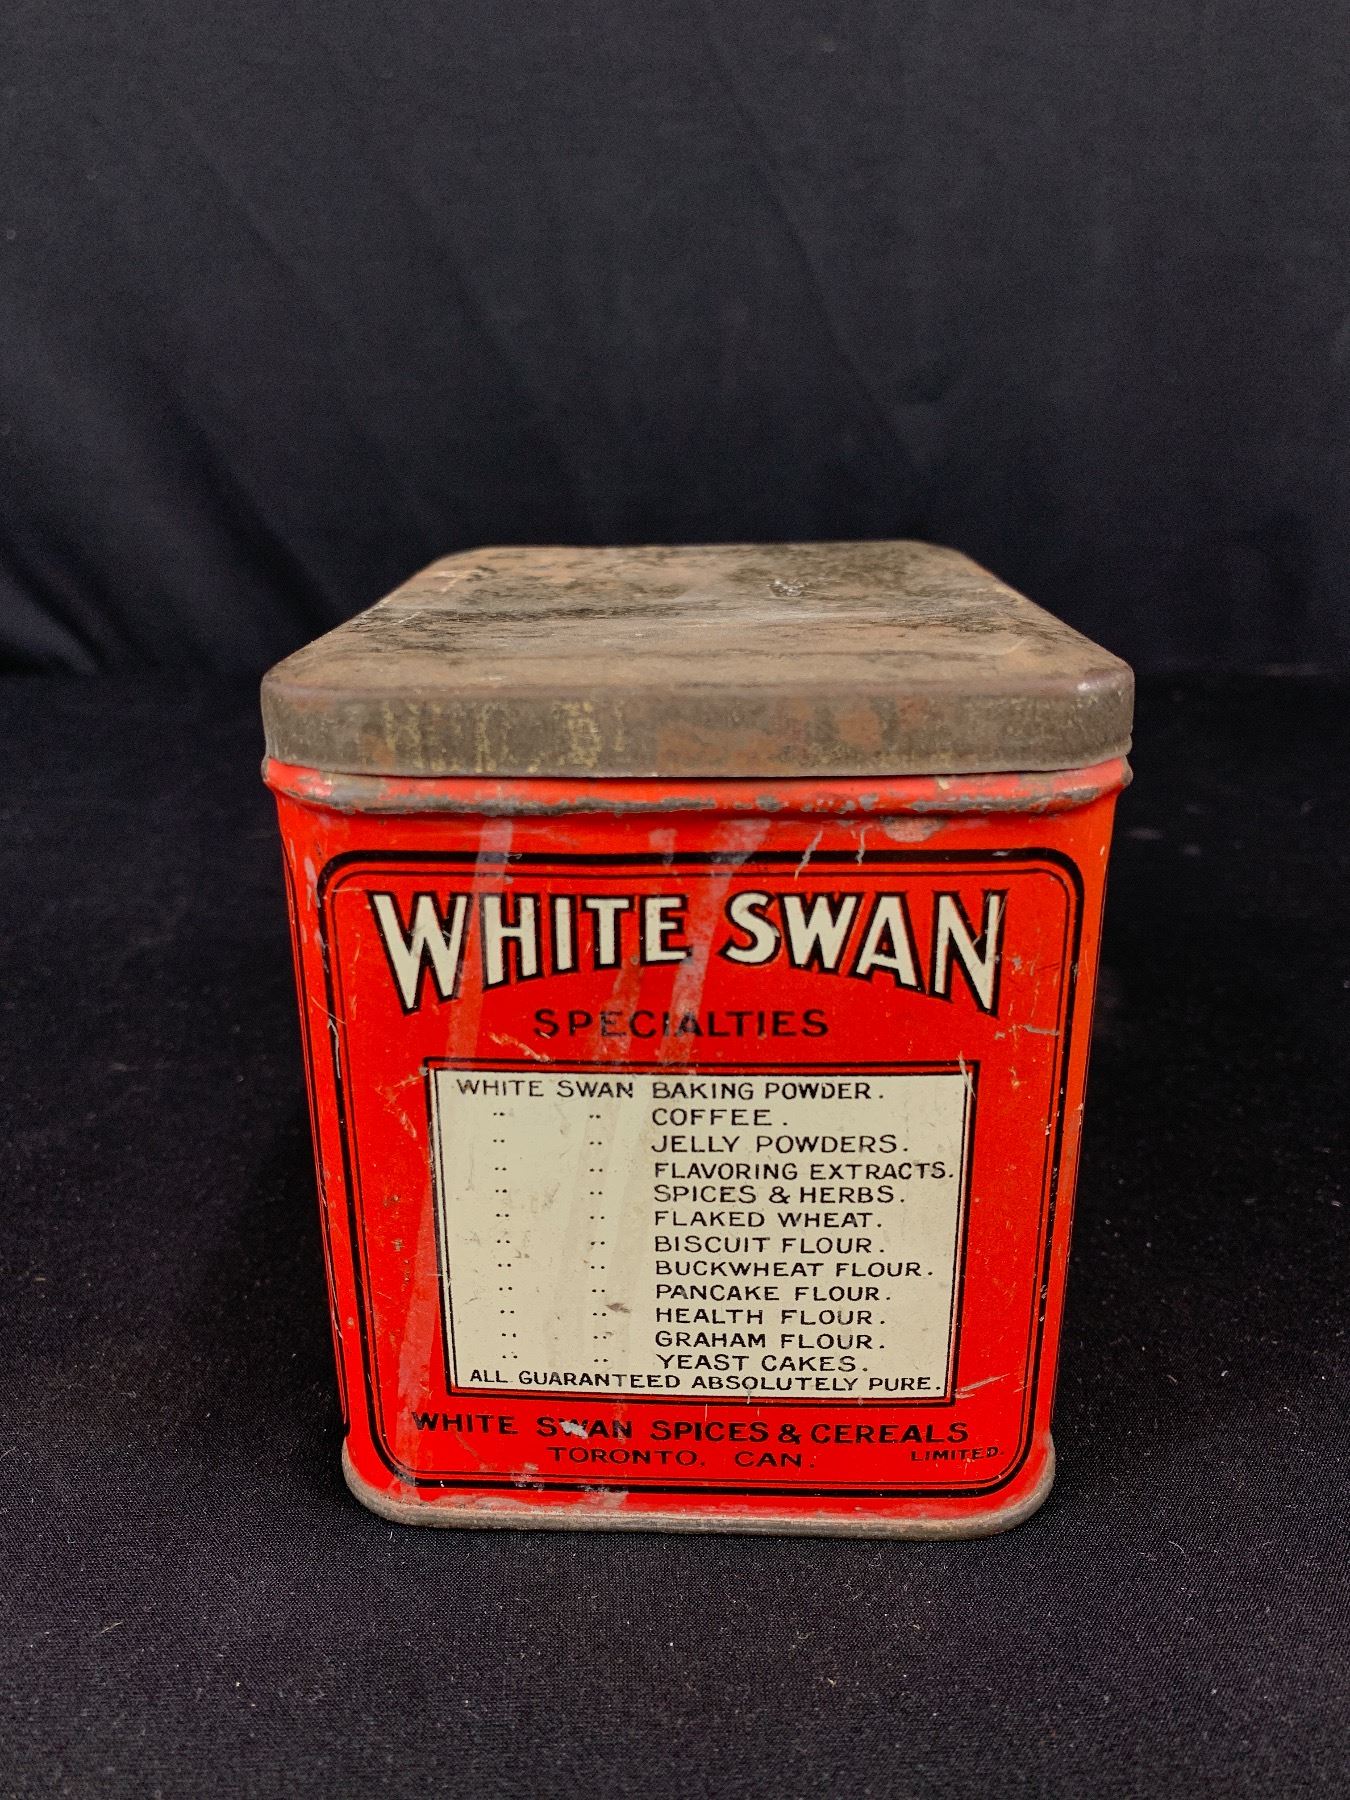 WHITE SWAN
SPECIALTIES
WHITE SWAN BAKING POWDER.
" " COFFEE.
" " JELLY POWDERS.
" " FLAVORING EXTRACTS.
" " SPICES & HERBS.
" " FLAKED WHEAT.
" " BISCUIT FLOUR.
" " BUCKWHEAT FLOUR.
" " PANCAKE FLOUR.
" " HEALTH FLOUR.
" " GRAHAM FLOUR.
" " YEAST CAKES.
ALL GUARANTEED ABSOLUTELY PURE.
WHITE SWAN SPICES & CEREALS
TORONTO, CAN. LIMITED.